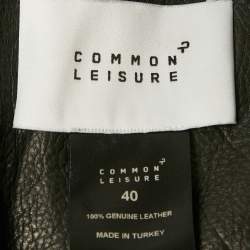 COMMON P
LEISURE
COMMON P
LEISURE
40
100% GENUINE LEATHER
MADE IN TURKEY